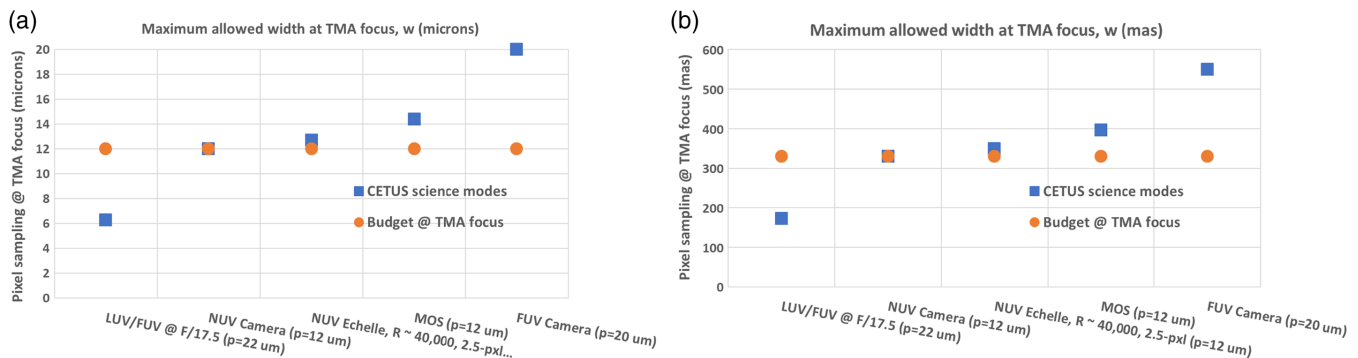 (a)
Maximum allowed width at TMA focus, w (microns)
Pixel sampling @ TMA focus (microns)
20
18
16
14
12
10
8
6
4
2
0
CETUS science modes
Budget @ TMA focus
LUV/FUV @ F/17.5 (p=22 um)
NUV Camera (p=12 um)
NUV Echelle, R ~ 40,000, 2.5-pxl...
MOS (p=12 um)
FUV Camera (p=20 um)
(b)
Maximum allowed width at TMA focus, w (mas)
Pixel sampling @ TMA focus (mas)
600
500
400
300
200
100
0
CETUS science modes
Budget @ TMA focus
LUV/FUV @ F/17.5 (p=22 um)
NUV Camera (p=12 um)
NUV Echelle, R ~ 40,000, 2.5-pxl (p=12 um)
MOS (p=12 um)
FUV Camera (p=20 um)